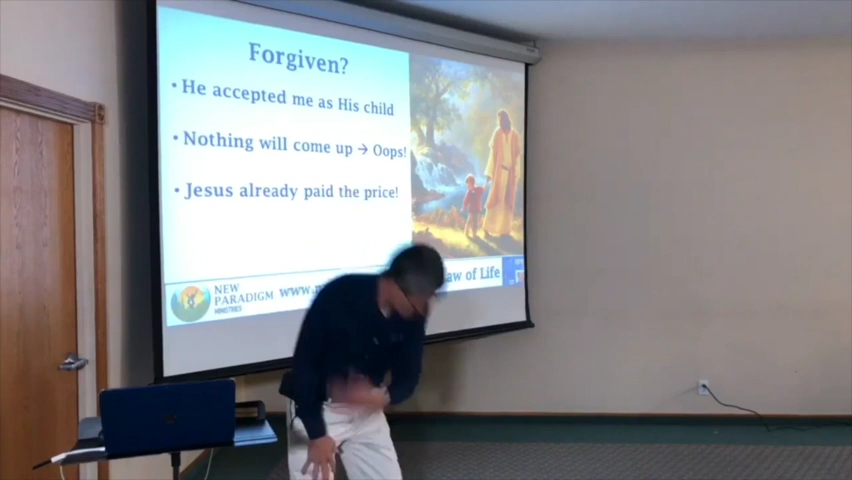 Forgiven?
• He accepted me as His child
• Nothing will come up → Oops!
• Jesus already paid the price!
NEW
PARADIGM
MINISTRIES
www.
aw of Life